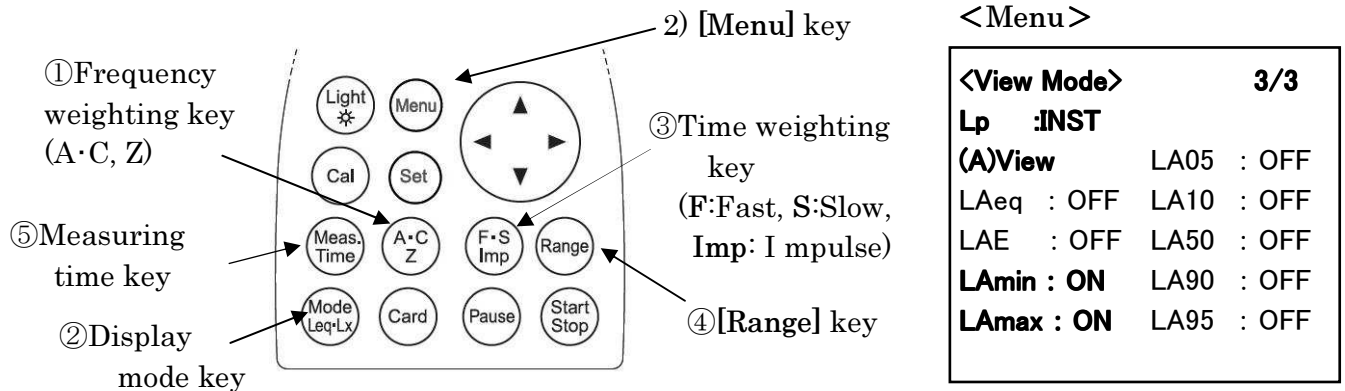 ①Frequency
weighting key
(A･C, Z)
⑤Measuring
time key
②Display
mode key
2) [Menu] key
③Time weighting
key
(F:Fast, S:Slow,
Imp: I mpulse)
④[Range] key
Light
Menu
Cal
Set
Meas.
Time
A･C
Z
F･S
Imp
Range
Mode
Leq･Lx
Card
Pause
Start
Stop
＜Menu＞
<View Mode> 3/3
Lp :INST
(A)View LA05 : OFF
LAeq : OFF LA10 : OFF
LAE : OFF LA50 : OFF
LAmin : ON LA90 : OFF
LAmax : ON LA95 : OFF